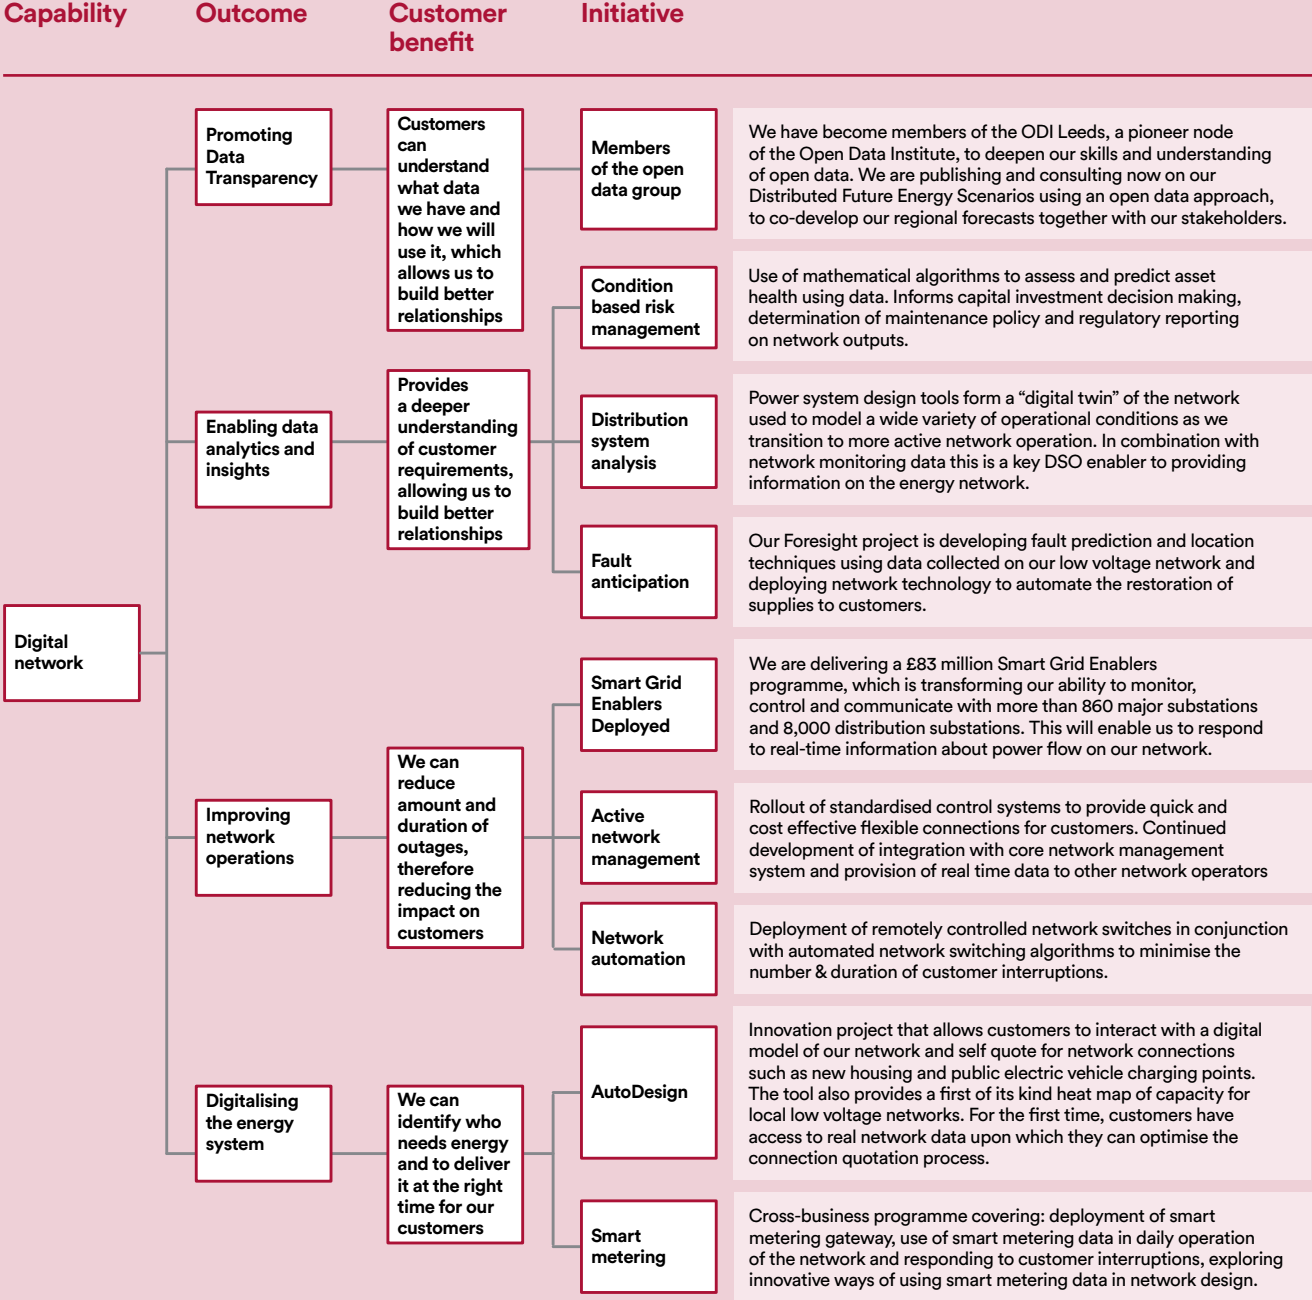 Capability
Outcome
Customer
benefit
Initiative
Digital
network
Promoting
Data
Transparency
Customers
can
understand
what data
we have and
how we will
use it, which
allows us to
build better
relationships
Members
of the open
data group
We have become members of the ODI Leeds, a pioneer node
of the Open Data Institute, to deepen our skills and understanding
of open data. We are publishing and consulting now on our
Distributed Future Energy Scenarios using an open data approach,
to co-develop our regional forecasts together with our stakeholders.
Enabling data
analytics and
insights
Provides
a deeper
understanding
of customer
requirements,
allowing us to
build better
relationships
Condition
based risk
management
Use of mathematical algorithms to assess and predict asset
health using data. Informs capital investment decision making,
determination of maintenance policy and regulatory reporting
on network outputs.
Distribution
system
analysis
Power system design tools form a “digital twin” of the network
used to model a wide variety of operational conditions as we
transition to more active network operation. In combination with
network monitoring data this is a key DSO enabler to providing
information on the energy network.
Fault
anticipation
Our Foresight project is developing fault prediction and location
techniques using data collected on our low voltage network and
deploying network technology to automate the restoration of
supplies to customers.
Improving
network
operations
We can
reduce
amount and
duration of
outages,
therefore
reducing the
impact on
customers
Smart Grid
Enablers
Deployed
We are delivering a £83 million Smart Grid Enablers
programme, which is transforming our ability to monitor,
control and communicate with more than 860 major substations
and 8,000 distribution substations. This will enable us to respond
to real-time information about power flow on our network.
Active
network
management
Rollout of standardised control systems to provide quick and
cost effective flexible connections for customers. Continued
development of integration with core network management
system and provision of real time data to other network operators
Network
automation
Deployment of remotely controlled network switches in conjunction
with automated network switching algorithms to minimise the
number & duration of customer interruptions.
Digitalising
the energy
system
We can
identify who
needs energy
and to deliver
it at the right
time for our
customers
AutoDesign
Innovation project that allows customers to interact with a digital
model of our network and self quote for network connections
such as new housing and public electric vehicle charging points.
The tool also provides a first of its kind heat map of capacity for
local low voltage networks. For the first time, customers have
access to real network data upon which they can optimise the
connection quotation process.
Smart
metering
Cross-business programme covering: deployment of smart
metering gateway, use of smart metering data in daily operation
of the network and responding to customer interruptions, exploring
innovative ways of using smart metering data in network design.